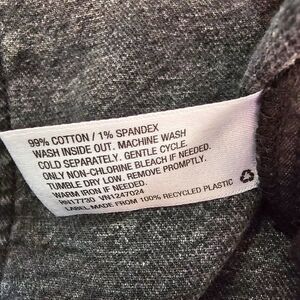 99% COTTON / 1% SPANDEX
WASH INSIDE OUT. MACHINE WASH
COLD SEPARATELY. GENTLE CYCLE.
ONLY NON-CHLORINE BLEACH IF NEEDED.
TUMBLE DRY LOW. REMOVE PROMPTLY.
WARM IRON IF NEEDED.
RN17730 VN1247024
LABEL MADE FROM 100% RECYCLED PLASTIC